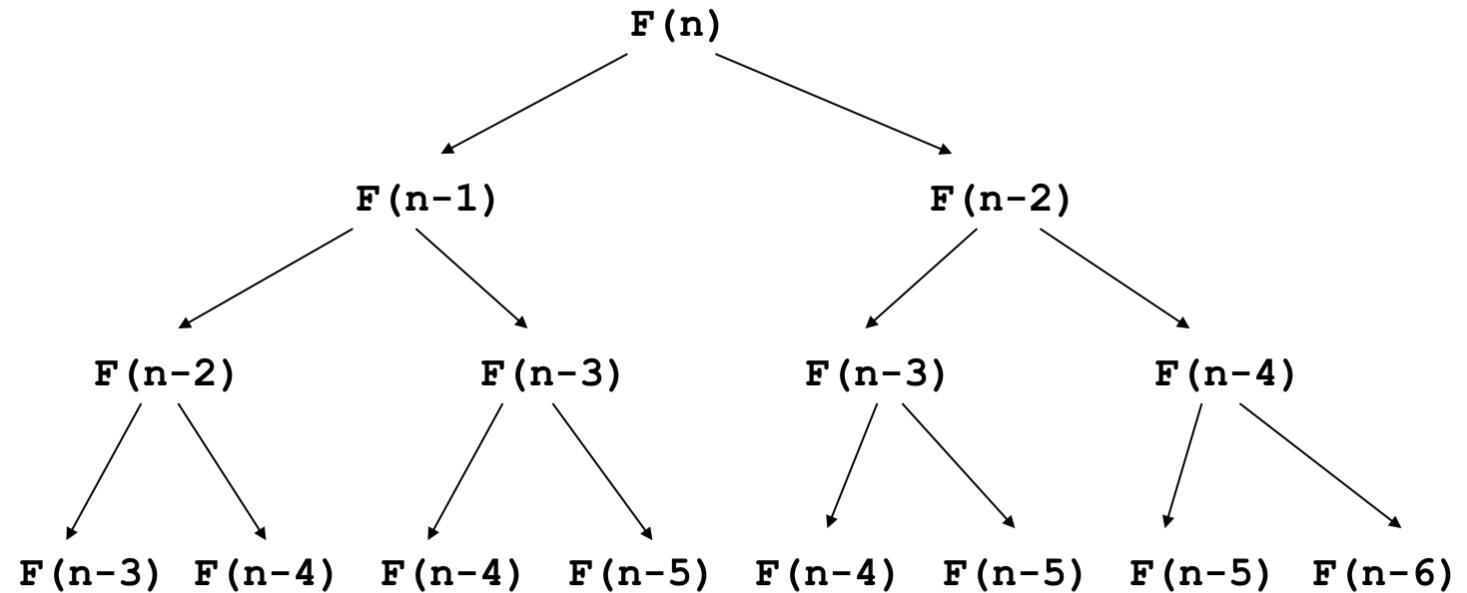 F(n)
F(n-1) F(n-2)
F(n-2) F(n-3) F(n-3) F(n-4)
F(n-3) F(n-4) F(n-4) F(n-5) F(n-4) F(n-5) F(n-5) F(n-6)